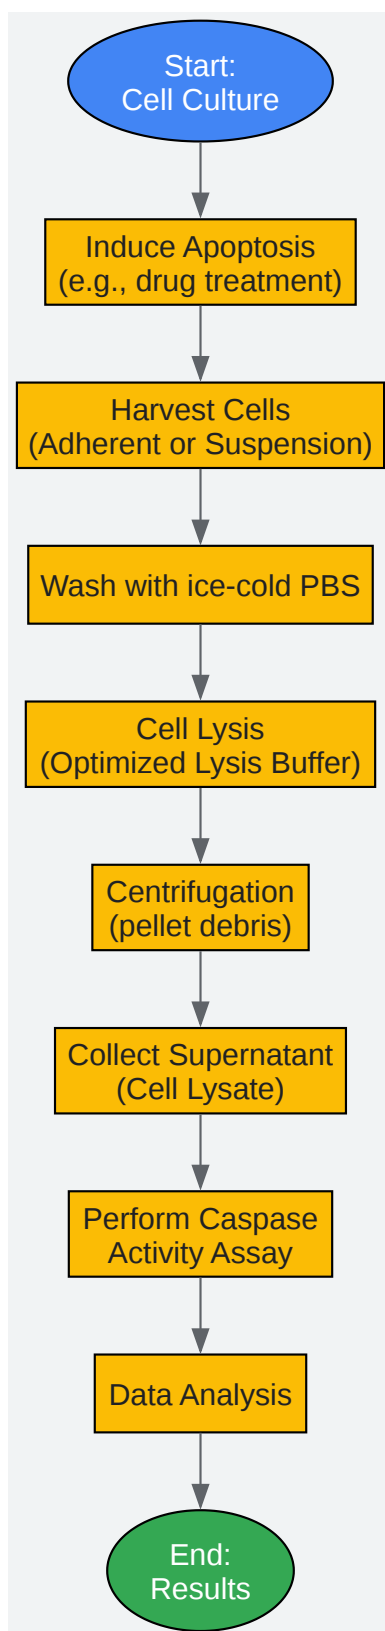 Start:
Cell Culture
Induce Apoptosis
(e.g., drug treatment)
Harvest Cells
(Adherent or Suspension)
Wash with ice-cold PBS
Cell Lysis
(Optimized Lysis Buffer)
Centrifugation
(pellet debris)
Collect Supernatant
(Cell Lysate)
Perform Caspase
Activity Assay
Data Analysis
End:
Results